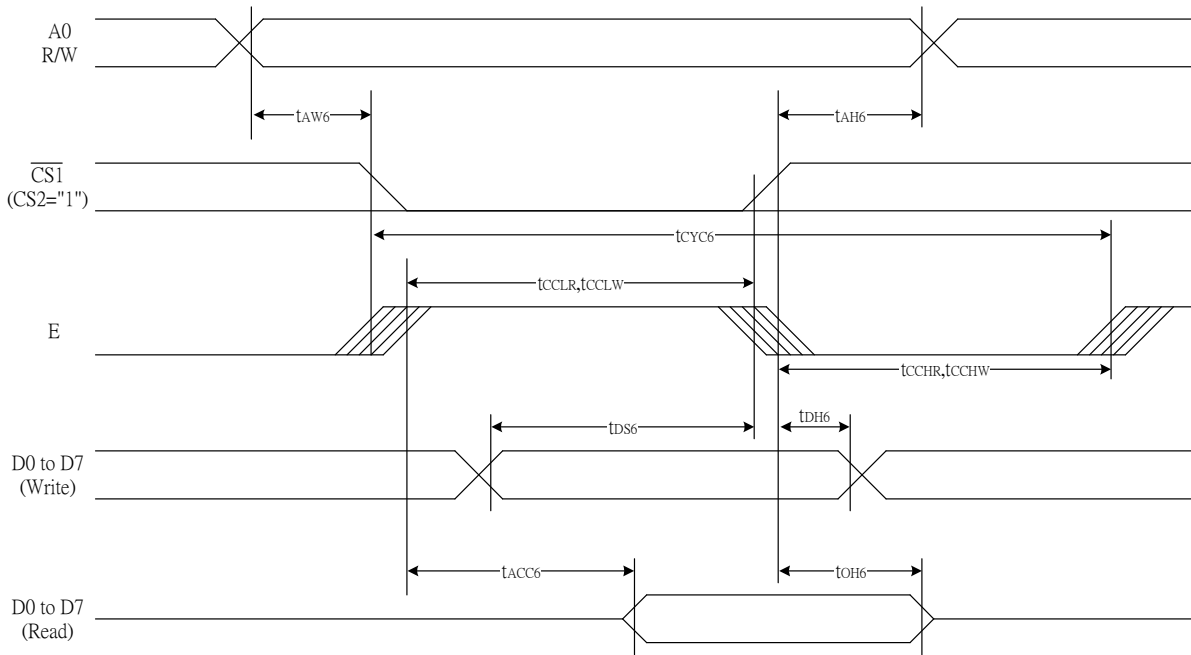 A0
R/W
tAW6
tAH6
CS1
(CS2="1")
tCYC6
tCCLR,tCCLW
E
tCCHR,tCCHW
tDS6
tDH6
D0 to D7
(Write)
tACC6
tOH6
D0 to D7
(Read)